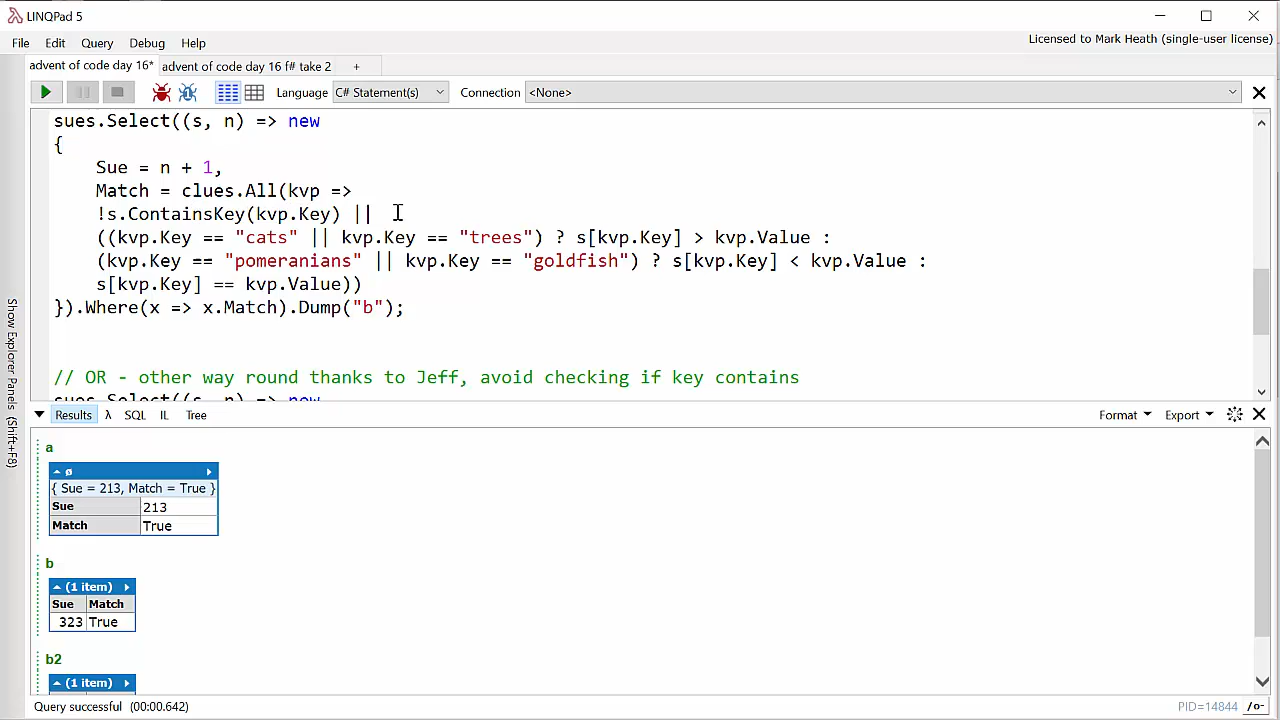 LINQPad 5
File Edit Query Debug Help
Licensed to Mark Heath (single-user license)
advent of code day 16* advent of code day 16 f# take 2 +
Language C# Statement(s) Connection <None>
sues.Select((s, n) => new
{
Sue = n + 1,
Match = clues.All(kvp =>
!s.ContainsKey(kvp.Key) ||
((kvp.Key == "cats" || kvp.Key == "trees") ? s[kvp.Key] > kvp.Value :
(kvp.Key == "pomeranians" || kvp.Key == "goldfish") ? s[kvp.Key] < kvp.Value :
s[kvp.Key] == kvp.Value))
}).Where(x => x.Match).Dump("b");
// OR - other way round thanks to Jeff, avoid checking if key contains
sues.Select((s, n) => new
Show Explorer Panels (Shift+F8)
Results λ SQL IL Tree
Format Export
a
ø
{ Sue = 213, Match = True }
Sue 213
Match True
b
(1 item)
Sue Match
323 True
b2
(1 item)
Query successful (00:00.642)
PID=14844 /o-